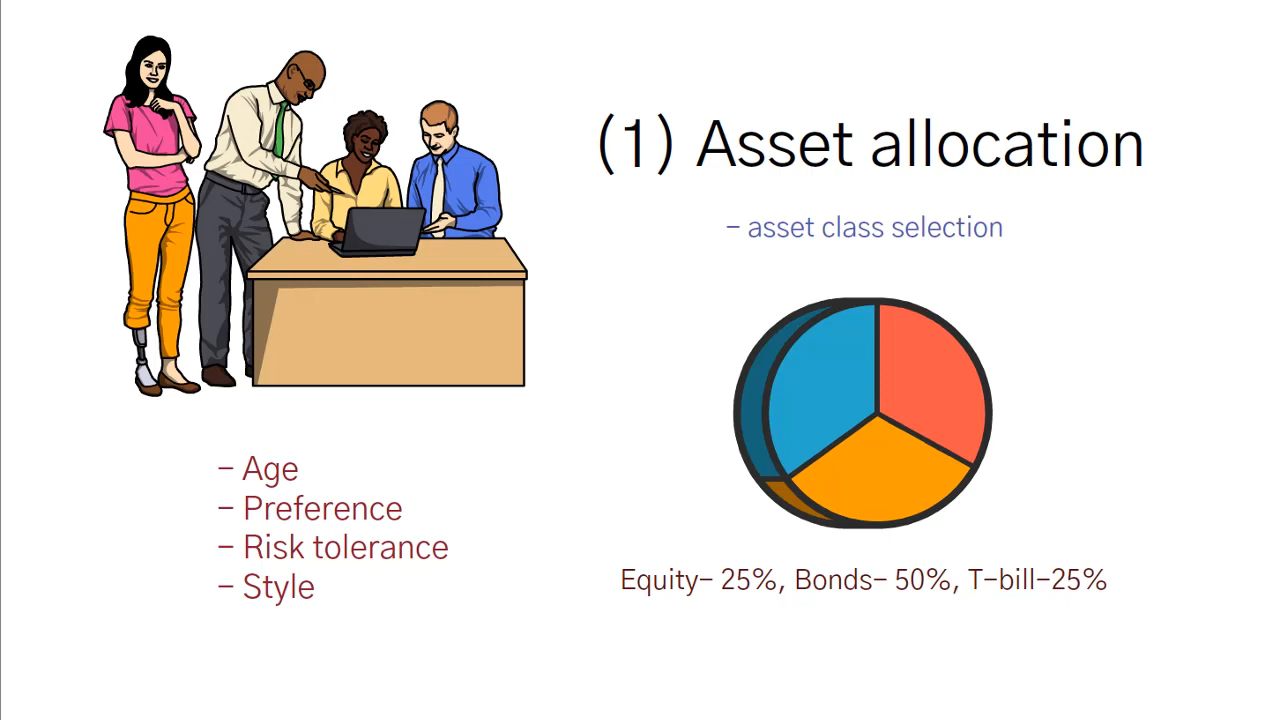 (1) Asset allocation
- asset class selection
- Age
- Preference
- Risk tolerance
- Style
Equity- 25%, Bonds- 50%, T-bill-25%